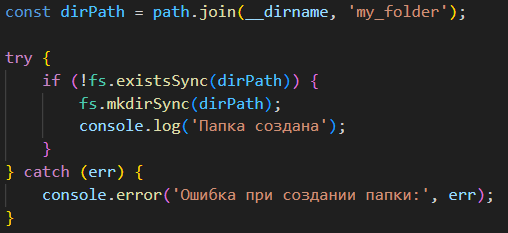 const dirPath = path.join(__dirname, 'my_folder');
try {
if (!fs.existsSync(dirPath)) {
fs.mkdirSync(dirPath);
console.log('Папка создана');
}
} catch (err) {
console.error('Ошибка при создании папки:', err);
}